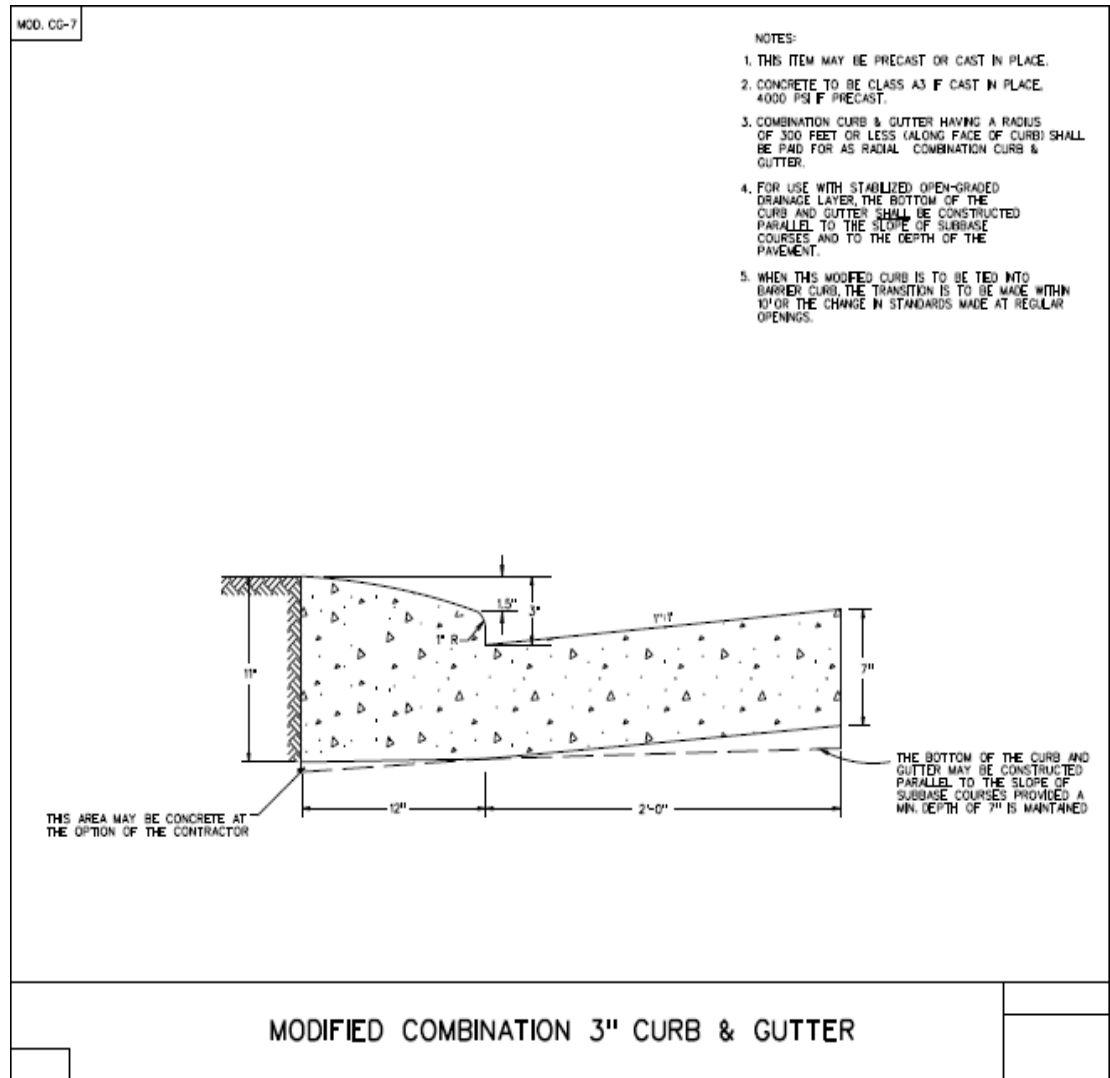 MOD. CG-7
NOTES:
1. THIS ITEM MAY BE PRECAST OR CAST IN PLACE.
2. CONCRETE TO BE CLASS A3 IF CAST IN PLACE,
4000 PSI IF PRECAST.
3. COMBINATION CURB & GUTTER HAVING A RADIUS
OF 300 FEET OR LESS (ALONG FACE OF CURB) SHALL
BE PAID FOR AS RADIAL COMBINATION CURB &
GUTTER.
4. FOR USE WITH STABILIZED OPEN-GRADED
DRAINAGE LAYER, THE BOTTOM OF THE
CURB AND GUTTER SHALL BE CONSTRUCTED
PARALLEL TO THE SLOPE OF SUBBASE
COURSES AND TO THE DEPTH OF THE
PAVEMENT.
5. WHEN THIS MODIFIED CURB IS TO BE TIED INTO
BARRIER CURB, THE TRANSITION IS TO BE MADE WITHIN
10' OR THE CHANGE IN STANDARDS MADE AT REGULAR
OPENINGS.
1.5"
3"
1" R
1":1'
11"
7"
12"
2'-0"
THE BOTTOM OF THE CURB AND
GUTTER MAY BE CONSTRUCTED
PARALLEL TO THE SLOPE OF
SUBBASE COURSES PROVIDED A
MIN. DEPTH OF 7" IS MAINTAINED
THIS AREA MAY BE CONCRETE AT
THE OPTION OF THE CONTRACTOR
MODIFIED COMBINATION 3" CURB & GUTTER